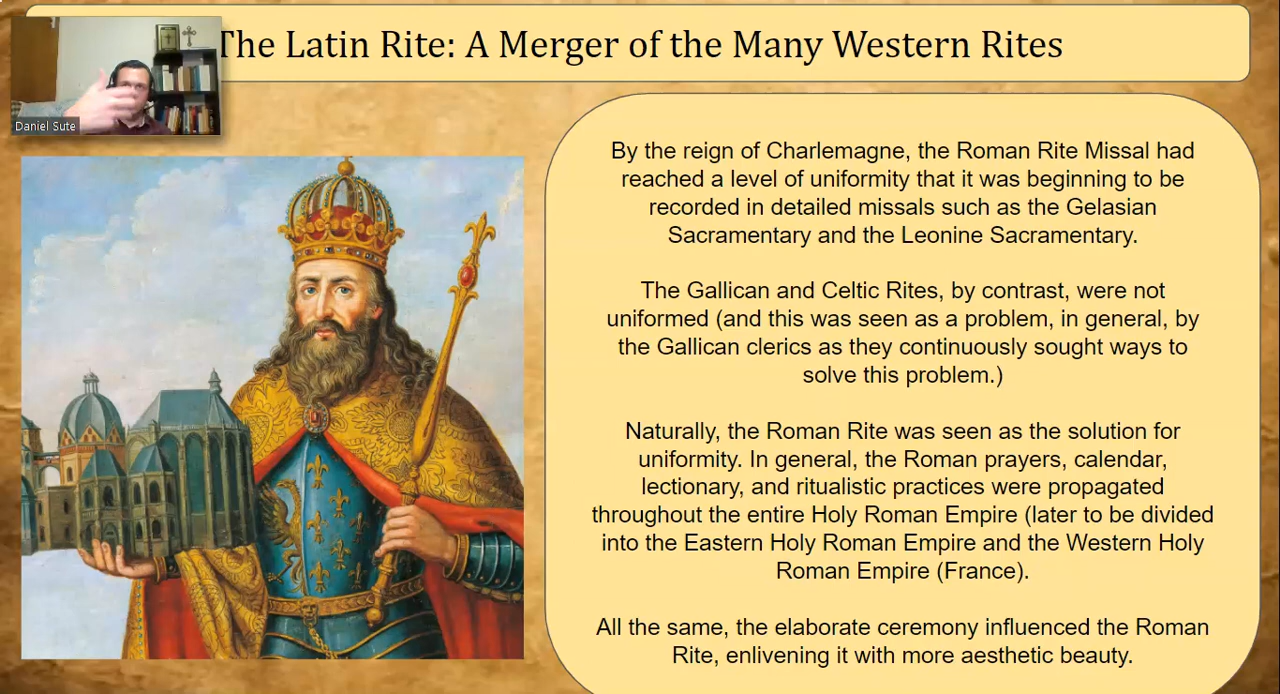 The Latin Rite: A Merger of the Many Western Rites
Daniel Sute
By the reign of Charlemagne, the Roman Rite Missal had
reached a level of uniformity that it was beginning to be
recorded in detailed missals such as the Gelasian
Sacramentary and the Leonine Sacramentary.
The Gallican and Celtic Rites, by contrast, were not
uniformed (and this was seen as a problem, in general, by
the Gallican clerics as they continuously sought ways to
solve this problem.)
Naturally, the Roman Rite was seen as the solution for
uniformity. In general, the Roman prayers, calendar,
lectionary, and ritualistic practices were propagated
throughout the entire Holy Roman Empire (later to be divided
into the Eastern Holy Roman Empire and the Western Holy
Roman Empire (France).
All the same, the elaborate ceremony influenced the Roman
Rite, enlivening it with more aesthetic beauty.